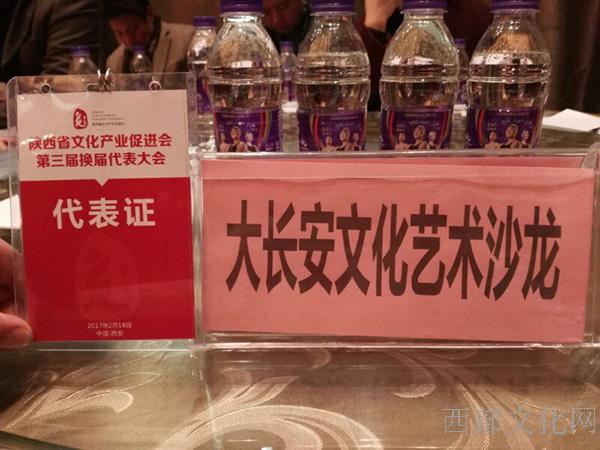 陕西省文化产业促进会
第三届换届代表大会
代表证
2017年2月18日
中国·西安
大长安文化艺术沙龙
西部文化网